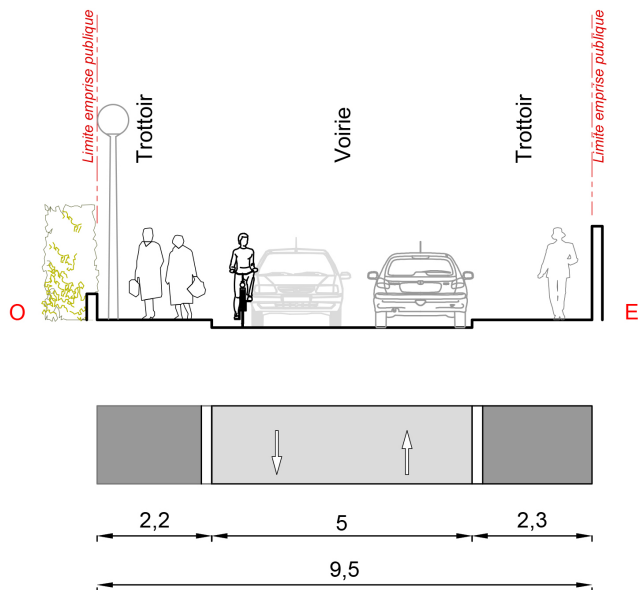 Limite emprise publique
Trottoir
Voirie
Trottoir
Limite emprise publique
O
E
2,2
5
2,3
9,5